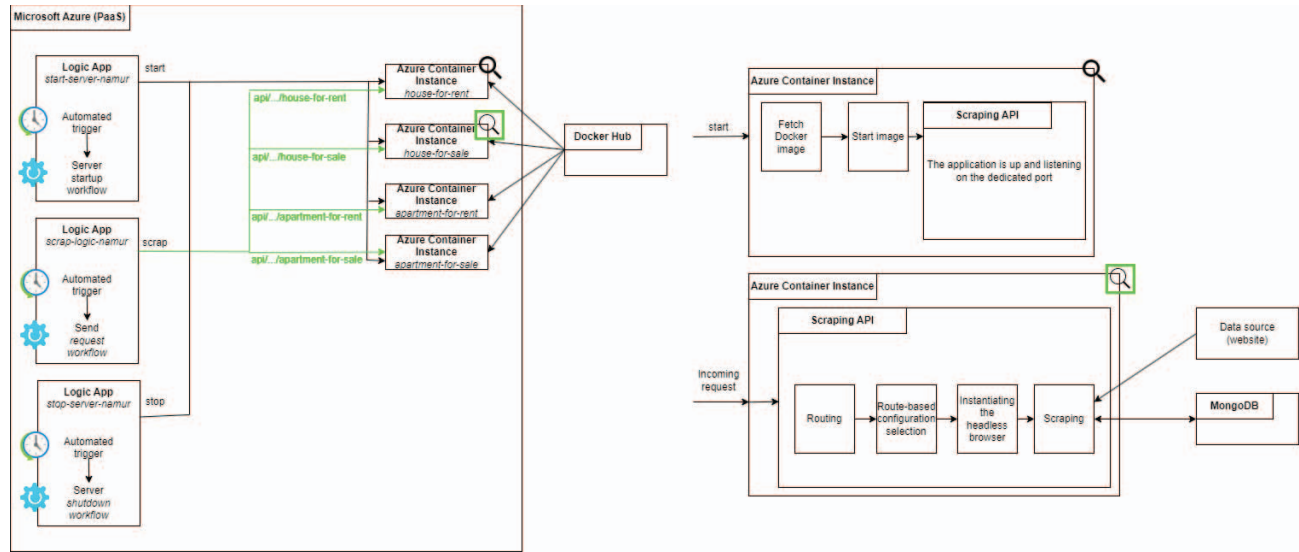 Microsoft Azure (PaaS)
Logic App
start-server-namur
Automated
trigger
Server
startup
workflow
start
Logic App
scrap-logic-namur
Automated
trigger
Send
request
workflow
scrap
Logic App
stop-server-namur
Automated
trigger
Server
shutdown
workflow
stop
api/.../house-for-rent
api/.../house-for-sale
api/.../apartment-for-rent
api/.../apartment-for-sale
Azure Container
Instance
house-for-rent
Azure Container
Instance
house-for-sale
Azure Container
Instance
apartment-for-rent
Azure Container
Instance
apartment-for-sale
Docker Hub
start
Azure Container Instance
Fetch
Docker
image
Start image
Scraping API
The application is up and listening
on the dedicated port
Incoming
request
Azure Container Instance
Scraping API
Routing
Route-based
configuration
selection
Instantiating
the
headless
browser
Scraping
Data source
(website)
MongoDB